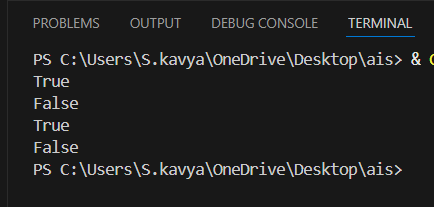 PROBLEMS OUTPUT DEBUG CONSOLE TERMINAL
PS C:\Users\S.kavya\OneDrive\Desktop\ais> &
True
False
True
False
PS C:\Users\S.kavya\OneDrive\Desktop\ais>